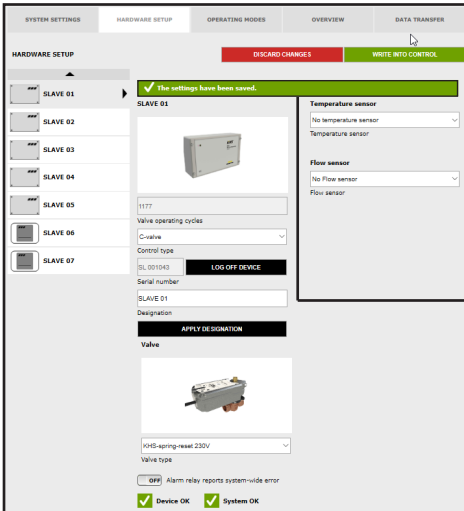 SYSTEM SETTINGS
HARDWARE SETUP
OPERATING MODES
OVERVIEW
DATA TRANSFER
HARDWARE SETUP
DISCARD CHANGES
WRITE INTO CONTROL
SLAVE 01
SLAVE 02
SLAVE 03
SLAVE 04
SLAVE 05
SLAVE 06
SLAVE 07
The settings have been saved.
SLAVE 01
1177
Valve operating cycles
C-valve
Control type
SL 001043
LOG OFF DEVICE
Serial number
SLAVE 01
Designation
APPLY DESIGNATION
Valve
KHS-spring-reset 230V
Valve type
OFF Alarm relay reports system-wide error
Device OK
System OK
Temperature sensor
No temperature sensor
Temperature sensor
Flow sensor
No Flow sensor
Flow sensor